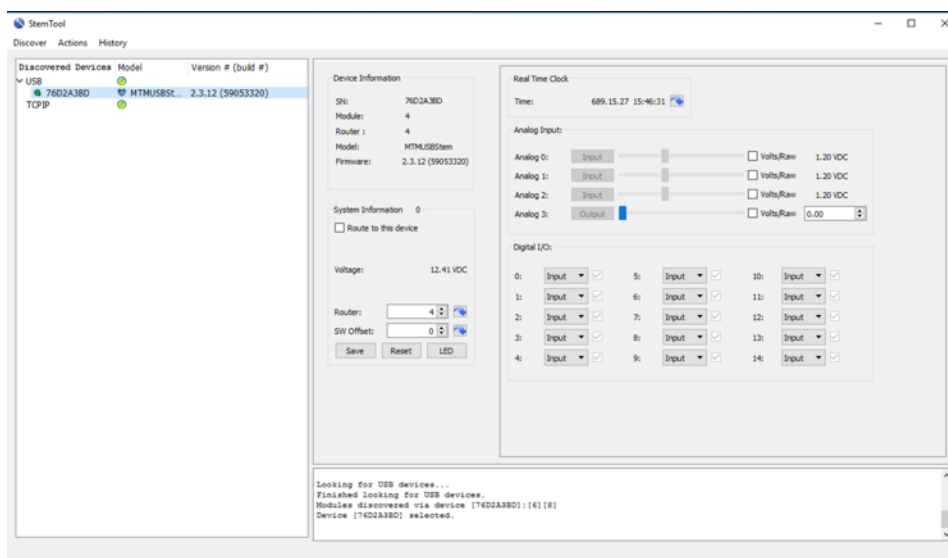 StemTool
Discover Actions History
Discovered Devices Model Version # (build #)
USB
76D2A3BD MTMUSBSt... 2.3.12 (59053320)
TCPIP
Device Information
SN: 76D2A3BD
Module: 4
Router : 4
Model: MTMUSBStem
Firmware: 2.3.12 (59053320)
System Information 0
Route to this device
Voltage: 12.41 VDC
Router: 4
SW Offset: 0
Save Reset LED
Real Time Clock
Time: 689.15.27 15:46:31
Analog Input:
Analog 0: Input Volts/Raw 1.20 VDC
Analog 1: Input Volts/Raw 1.20 VDC
Analog 2: Input Volts/Raw 1.20 VDC
Analog 3: Output Volts/Raw 0.00
Digital I/O:
0: Input 5: Input 10: Input
1: Input 6: Input 11: Input
2: Input 7: Input 12: Input
3: Input 8: Input 13: Input
4: Input 9: Input 14: Input
Looking for USB devices...
Finished looking for USB devices.
Modules discovered via device [76D2A3BD]:[6][8]
Device [76D2A3BD] selected.